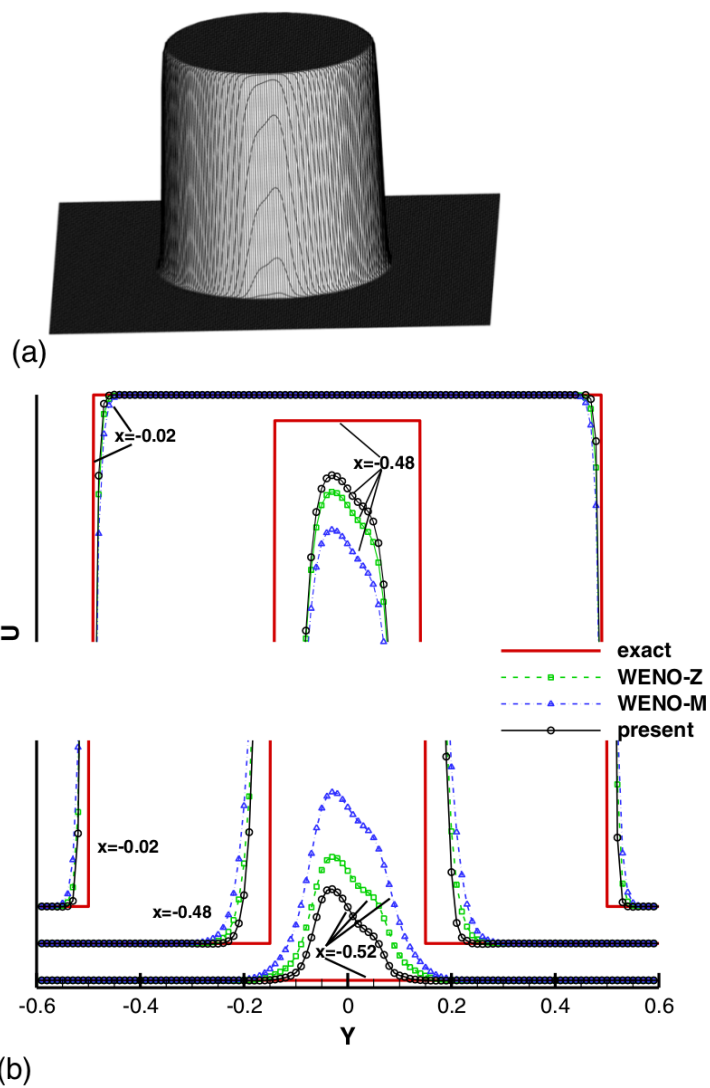 (a)
x=-0.02
x=-0.48
U
exact
WENO-Z
WENO-M
present
x=-0.02
x=-0.48
x=-0.52
-0.6 -0.4 -0.2 0 0.2 0.4 0.6
Y
(b)